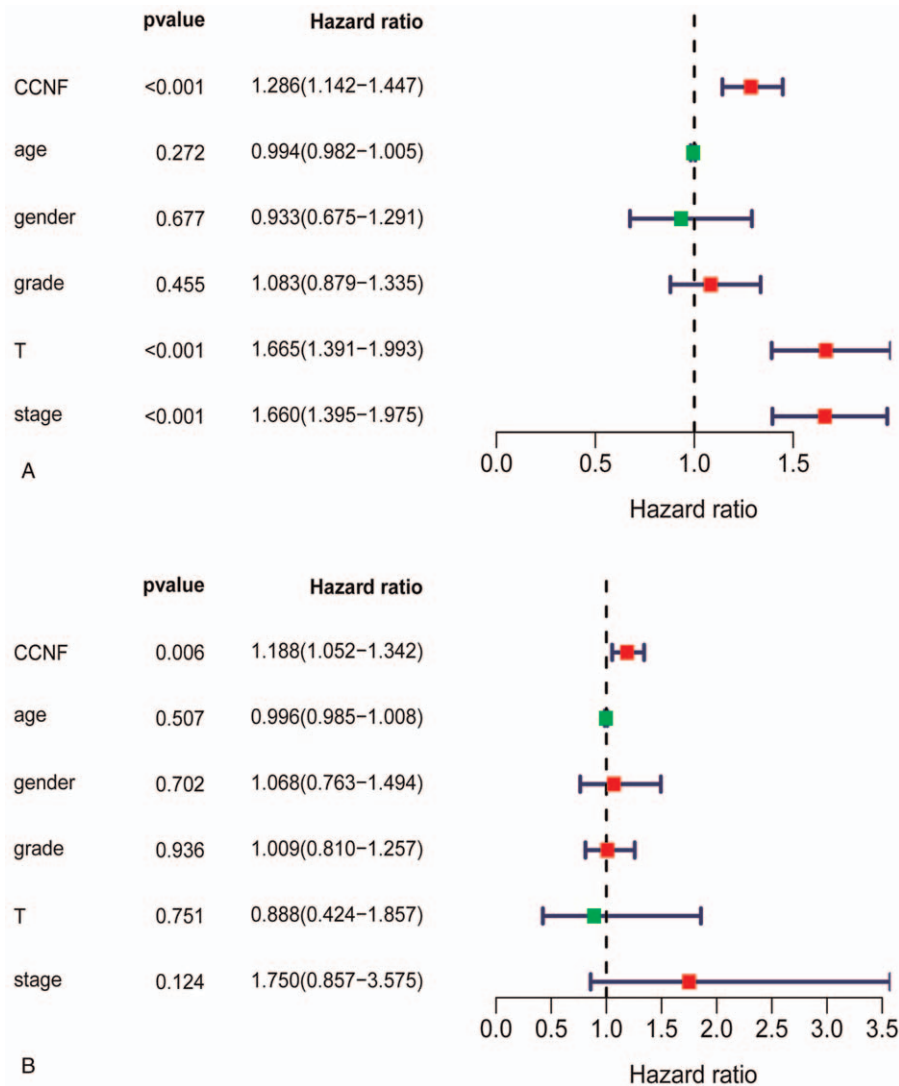 pvalue Hazard ratio
CCNF <0.001 1.286(1.142−1.447)
age 0.272 0.994(0.982−1.005)
gender 0.677 0.933(0.675−1.291)
grade 0.455 1.083(0.879−1.335)
T <0.001 1.665(1.391−1.993)
stage <0.001 1.660(1.395−1.975)
0.0 0.5 1.0 1.5
A
Hazard ratio
pvalue Hazard ratio
CCNF 0.006 1.188(1.052−1.342)
age 0.507 0.996(0.985−1.008)
gender 0.702 1.068(0.763−1.494)
grade 0.936 1.009(0.810−1.257)
T 0.751 0.888(0.424−1.857)
stage 0.124 1.750(0.857−3.575)
0.0 0.5 1.0 1.5 2.0 2.5 3.0 3.5
B
Hazard ratio